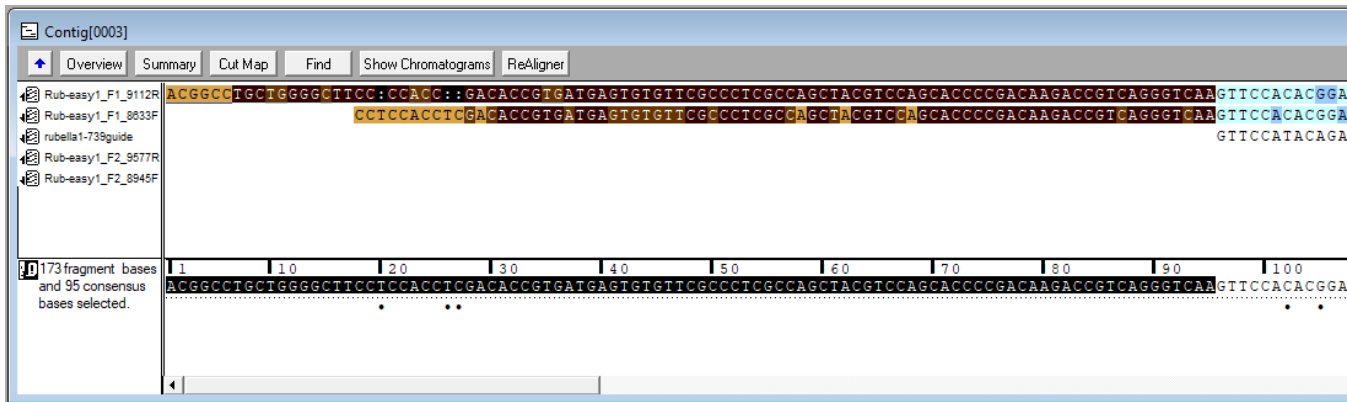 Contig[0003]
Overview Summary Cut Map Find Show Chromatograms ReAligner
Rub-easy1_F1_9112R ACGGCCTGCTGGGGCTTCC:CCACC::GACACCGTGATGAGTGTGTTCGCCCTCGCCAGCTACGTCCAGCACCCCGACAAGACCGTCAGGGTCAAGTTCCACACGGA
Rub-easy1_F1_8633F CCTCCACCTCGACACCGTGATGAGTGTGTTCGCCCTCGCCAGCTACGTCCAGCACCCCGACAAGACCGTCAGGGTCAAGTTCCACACGGA
rubella1-739guide GTTCCATACAGA
Rub-easy1_F2_9577R
Rub-easy1_F2_8945F
173 fragment bases 1 10 20 30 40 50 60 70 80 90 100
and 95 consensus ACGGCCTGCTGGGGCTTCCTCCACCTCGACACCGTGATGAGTGTGTTCGCCCTCGCCAGCTACGTCCAGCACCCCGACAAGACCGTCAGGGTCAAGTTCCACACGGA
bases selected.